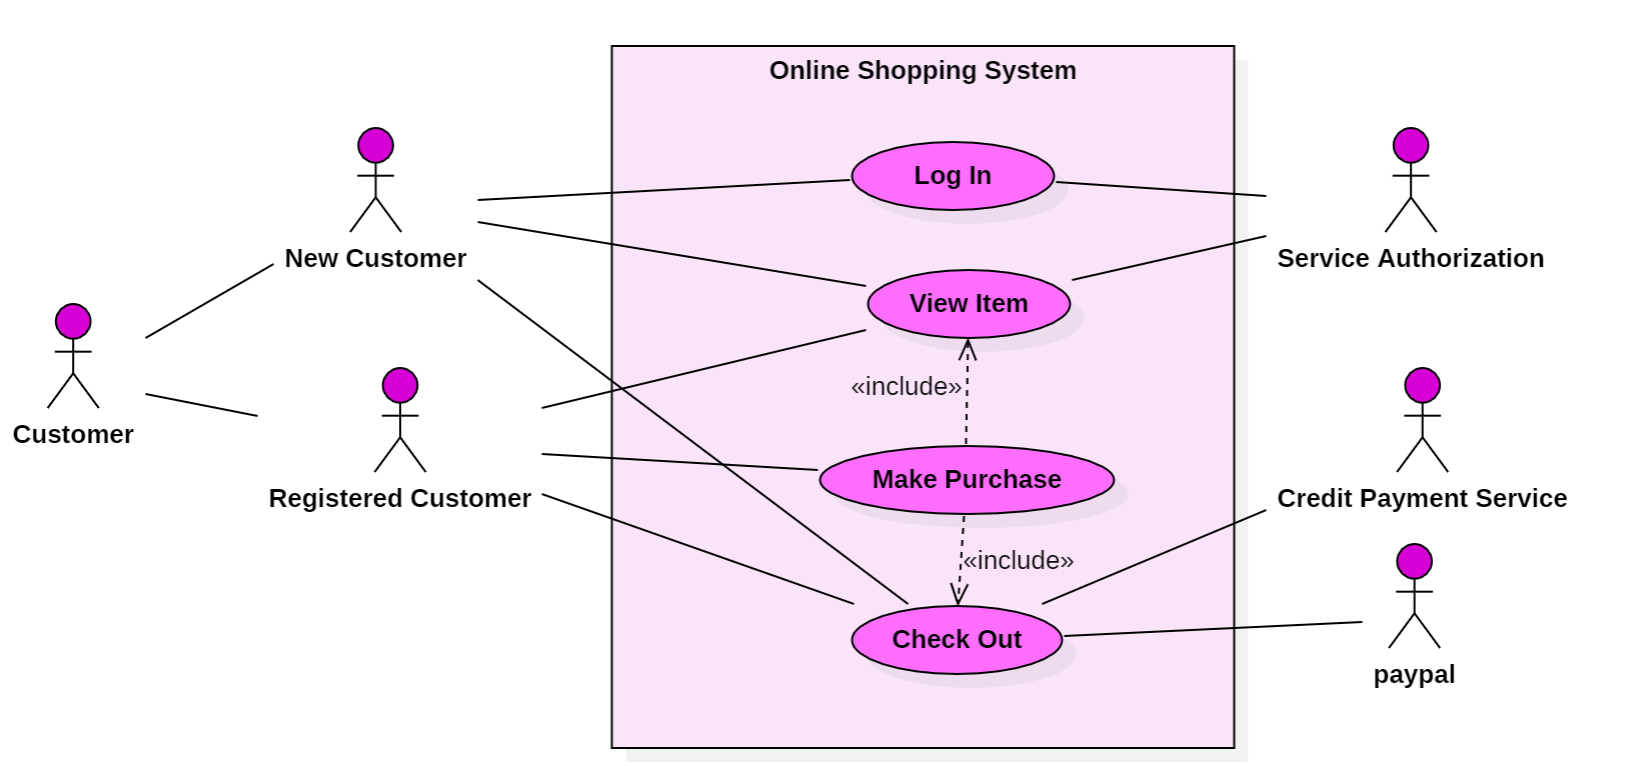 Online Shopping System
Log In
New Customer
Service Authorization
View Item
«include»
Customer
Make Purchase
Registered Customer
Credit Payment Service
«include»
Check Out
paypal